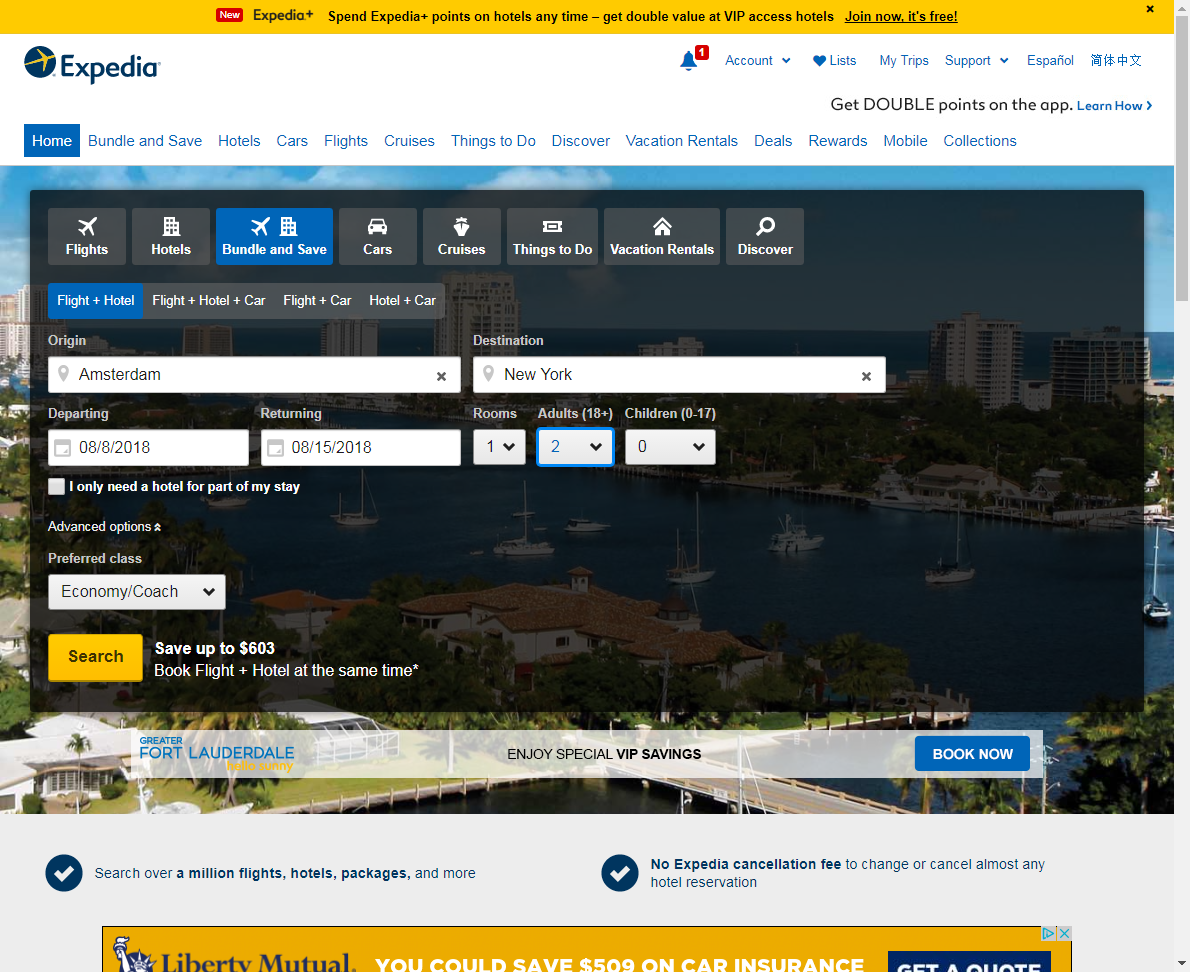 New Expedia+ Spend Expedia+ points on hotels any time – get double value at VIP access hotels Join now, it's free!
Expedia
1 Account Lists My Trips Support Español 简体中文
Get DOUBLE points on the app. Learn How
Home Bundle and Save Hotels Cars Flights Cruises Things to Do Discover Vacation Rentals Deals Rewards Mobile Collections
Flights Hotels Bundle and Save Cars Cruises Things to Do Vacation Rentals Discover
Flight + Hotel Flight + Hotel + Car Flight + Car Hotel + Car
Origin Destination
Amsterdam New York
Departing Returning Rooms Adults (18+) Children (0-17)
08/8/2018 08/15/2018 1 2 0
I only need a hotel for part of my stay
Advanced options
Preferred class
Economy/Coach
Search
Save up to $603
Book Flight + Hotel at the same time*
GREATER
FORT LAUDERDALE
hello sunny
ENJOY SPECIAL VIP SAVINGS
BOOK NOW
Search over a million flights, hotels, packages, and more
No Expedia cancellation fee to change or cancel almost any
hotel reservation
Liberty Mutual. YOU COULD SAVE $509 ON CAR INSURANCE GET A QUOTE